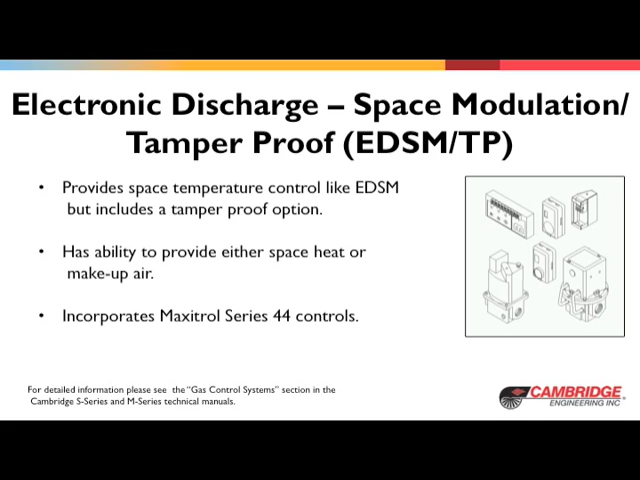 Electronic Discharge – Space Modulation/
Tamper Proof (EDSM/TP)
• Provides space temperature control like EDSM
but includes a tamper proof option.
• Has ability to provide either space heat or
make-up air.
• Incorporates Maxitrol Series 44 controls.
For detailed information please see the "Gas Control Systems" section in the
Cambridge S-Series and M-Series technical manuals.
CAMBRIDGE
ENGINEERING INC